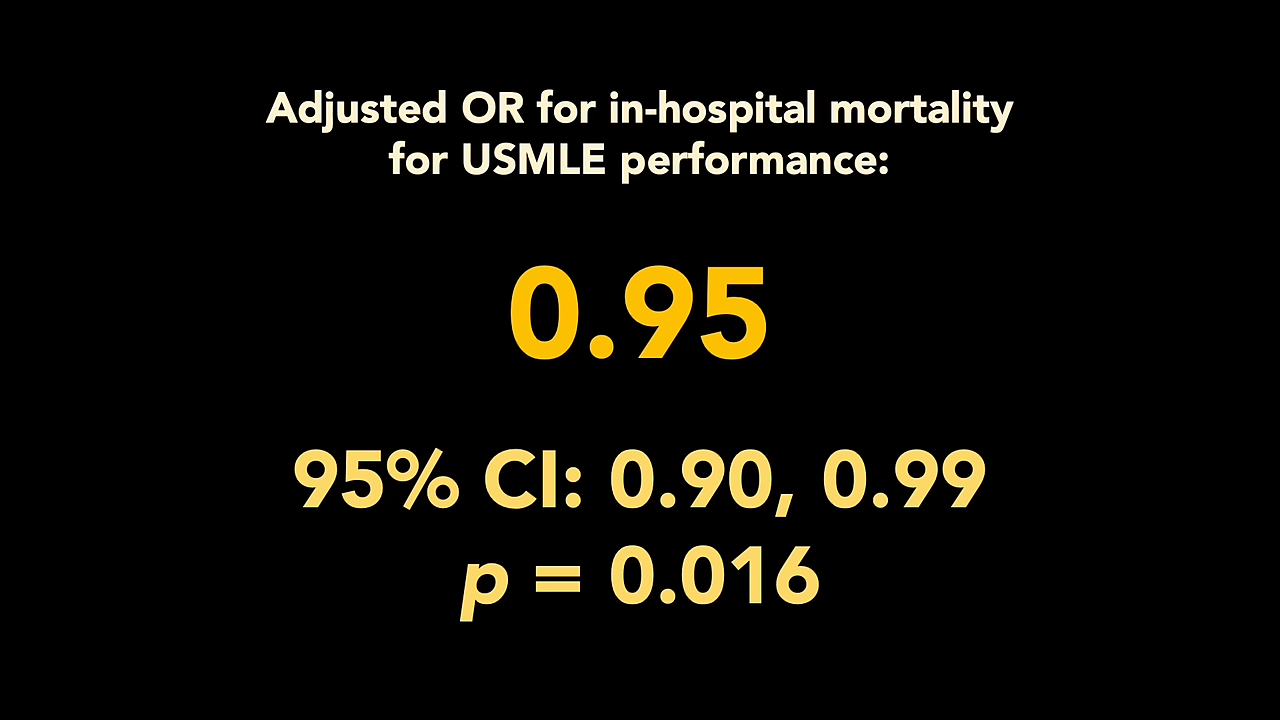 Adjusted OR for in-hospital mortality
for USMLE performance:
0.95
95% CI: 0.90, 0.99
p = 0.016